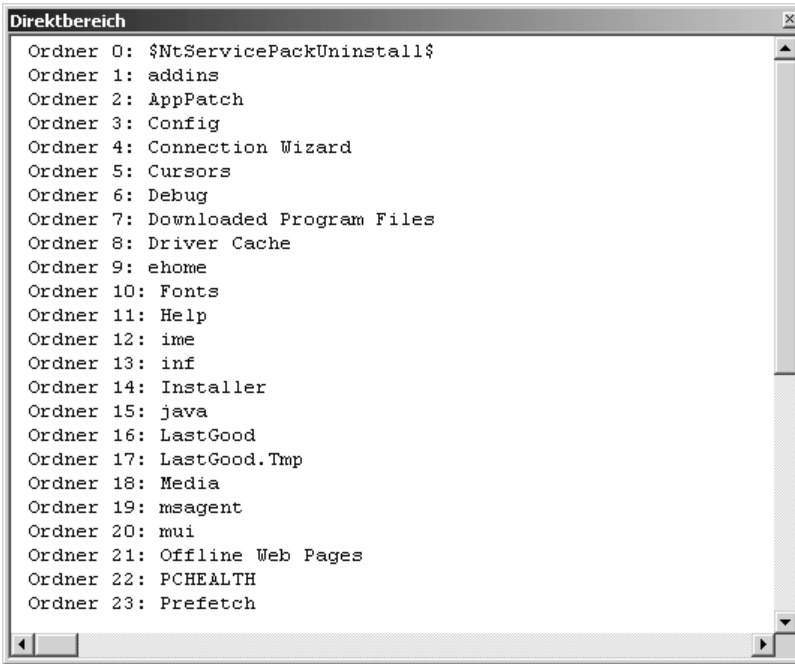 Direktbereich
Ordner 0: $NtServicePackUninstall$
Ordner 1: addins
Ordner 2: AppPatch
Ordner 3: Config
Ordner 4: Connection Wizard
Ordner 5: Cursors
Ordner 6: Debug
Ordner 7: Downloaded Program Files
Ordner 8: Driver Cache
Ordner 9: ehome
Ordner 10: Fonts
Ordner 11: Help
Ordner 12: ime
Ordner 13: inf
Ordner 14: Installer
Ordner 15: java
Ordner 16: LastGood
Ordner 17: LastGood.Tmp
Ordner 18: Media
Ordner 19: msagent
Ordner 20: mui
Ordner 21: Offline Web Pages
Ordner 22: PCHEALTH
Ordner 23: Prefetch